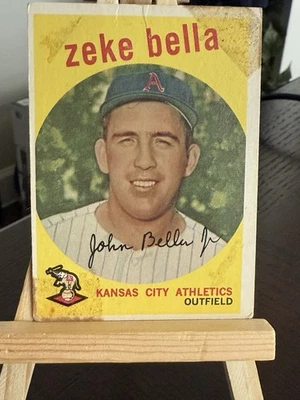 zeke bella
A
John Bella Jr
KANSAS CITY ATHLETICS
OUTFIELD